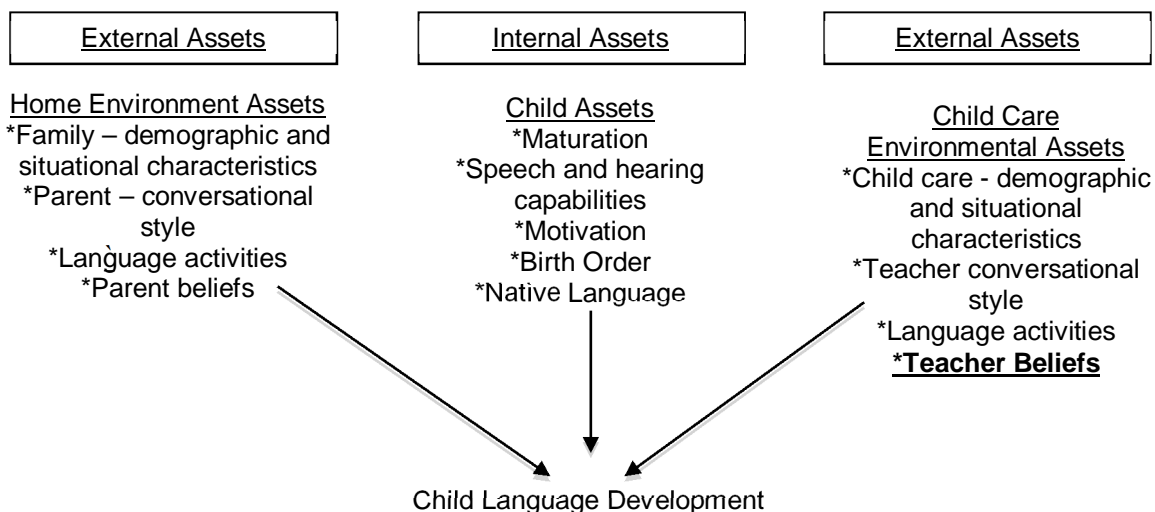 External Assets
Home Environment Assets
*Family – demographic and
situational characteristics
*Parent – conversational
style
*Language activities
*Parent beliefs
Internal Assets
Child Assets
*Maturation
*Speech and hearing
capabilities
*Motivation
*Birth Order
*Native Language
External Assets
Child Care
Environmental Assets
*Child care - demographic
and situational
characteristics
*Teacher conversational
style
*Language activities
*Teacher Beliefs
Child Language Development